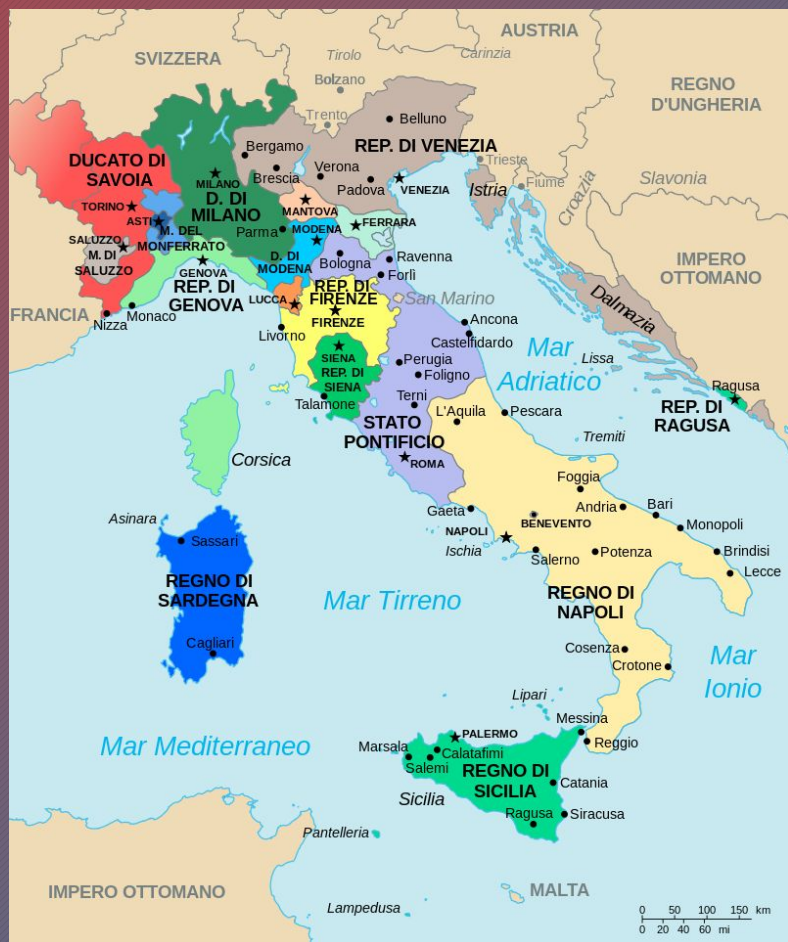 AUSTRIA
SVIZZERA
Tirolo
Carinzia
Bolzano
REGNO
D'UNGHERIA
Trento
Belluno
Bergamo
REP. DI VENEZIA
DUCATO DI
SAVOIA
Verona
Trieste
Brescia
Padova
VENEZIA
Istria
Fiume
Croazia
Slavonia
MILANO
D. DI
MILANO
TORINO
MANTOVA
ASTI
M. DEL
MONFERRATO
Parma
MODENA
FERRARA
SALUZZO
M. DI
SALUZZO
GENOVA
REP. DI
GENOVA
D. DI
MODENA
Bologna
Ravenna
Forlì
IMPERO
OTTOMANO
LUCCA
REP. DI
FIRENZE
FIRENZE
San Marino
Dalmazia
FRANCIA
Monaco
Nizza
Livorno
Ancona
Castelfidardo
Mar
Adriatico
SIENA
REP. DI
SIENA
Perugia
Foligno
Lissa
Talamone
Terni
Ragusa
REP. DI
RAGUSA
STATO
PONTIFICIO
L'Aquila
Pescara
Tremiti
Corsica
ROMA
Foggia
Gaeta
Andria
Bari
Asinara
NAPOLI
BENEVENTO
Monopoli
Sassari
Ischia
Salerno
Potenza
Brindisi
Lecce
REGNO DI
SARDEGNA
Mar Tirreno
REGNO DI
NAPOLI
Cagliari
Cosenza
Crotone
Mar
Ionio
Lipari
Messina
Mar Mediterraneo
PALERMO
Reggio
Marsala
Calatafimi
Salemi
REGNO DI
SICILIA
Catania
Sicilia
Ragusa
Siracusa
Pantelleria
IMPERO OTTOMANO
MALTA
Lampedusa
0 50 100 150 km
0 20 40 60 mi